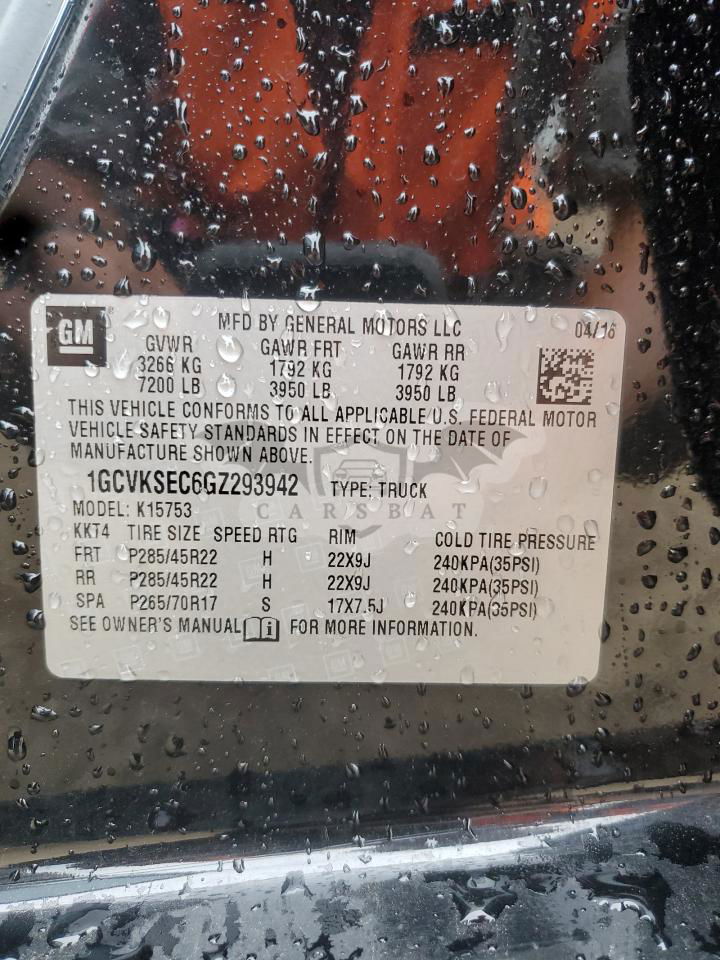 GM
MFD BY GENERAL MOTORS LLC 04/16
GVWR GAWR FRT GAWR RR
3266 KG 1792 KG 1792 KG
7200 LB 3950 LB 3950 LB
THIS VEHICLE CONFORMS TO ALL APPLICABLE U.S. FEDERAL MOTOR
VEHICLE SAFETY STANDARDS IN EFFECT ON THE DATE OF
MANUFACTURE SHOWN ABOVE.
1GCVKSEC6GZ293942 TYPE: TRUCK
CARSBAT
MODEL: K15753
KKT4 TIRE SIZE SPEED RTG RIM COLD TIRE PRESSURE
FRT P285/45R22 H 22X9J 240KPA(35PSI)
RR P285/45R22 H 22X9J 240KPA(35PSI)
SPA P265/70R17 S 17X7.5J 240KPA(35PSI)
SEE OWNER'S MANUAL i FOR MORE INFORMATION.